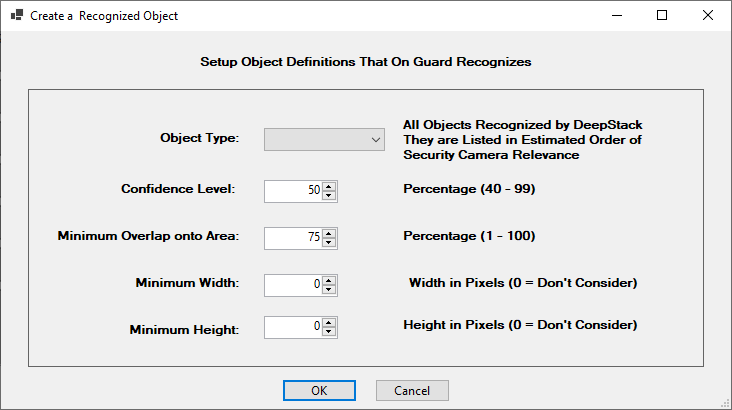 Create a  Recognized Object
Setup Object Definitions That On Guard Recognizes
Object Type:
All Objects Recognized by DeepStack
They are Listed in Estimated Order of
Security Camera Relevance
Confidence Level: 50 Percentage (40 - 99)
Minimum Overlap onto Area: 75 Percentage (1 - 100)
Minimum Width: 0 Width in Pixels (0 = Don't Consider)
Minimum Height: 0 Height in Pixels (0 = Don't Consider)
OK Cancel